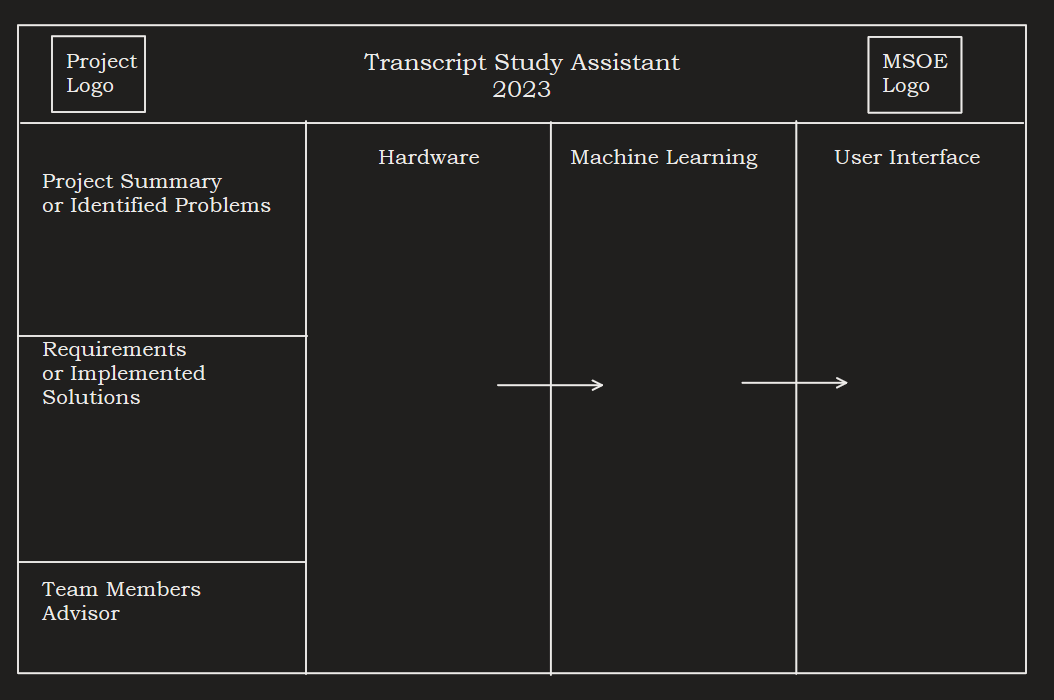 Project
Logo
Transcript Study Assistant
2023
MSOE
Logo
Project Summary
or Identified Problems
Requirements
or Implemented
Solutions
Team Members
Advisor
Hardware
Machine Learning
User Interface